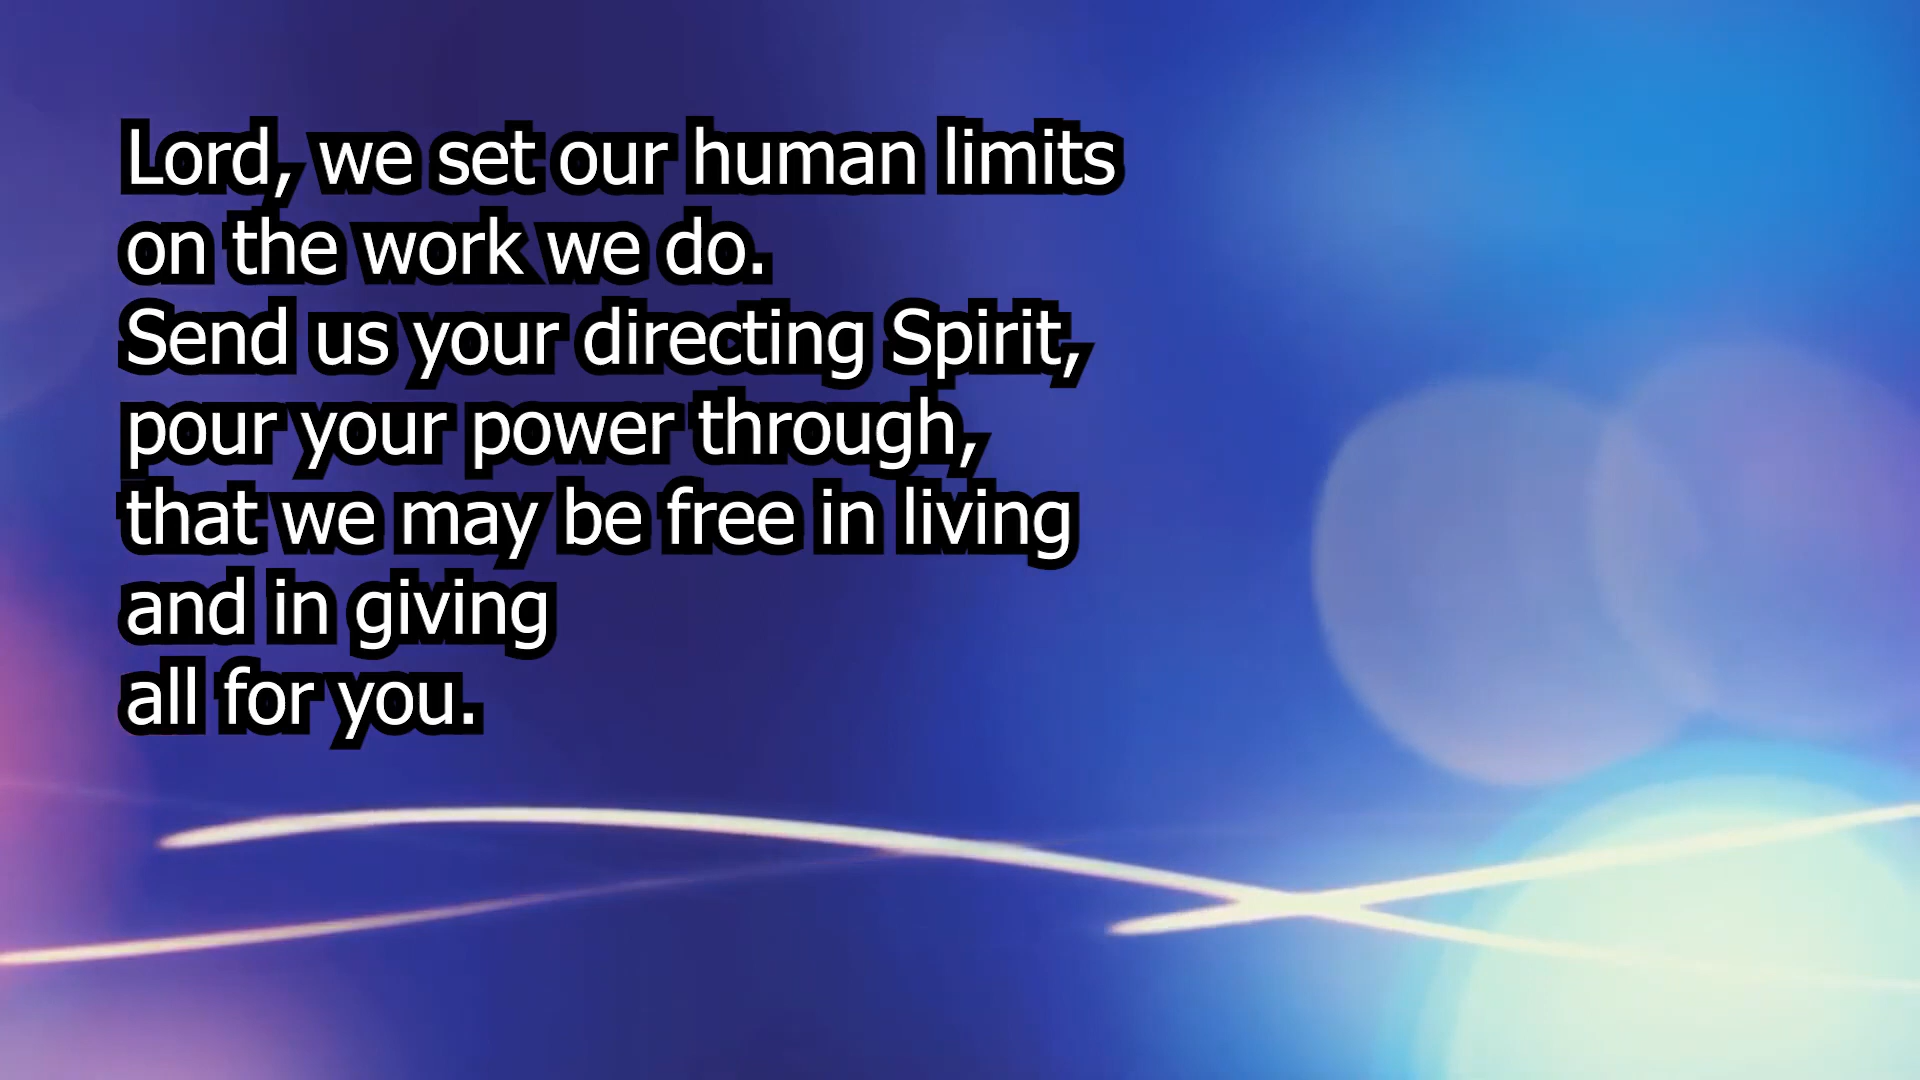 Lord, we set our human limits
on the work we do.
Send us your directing Spirit,
pour your power through,
that we may be free in living
and in giving
all for you.